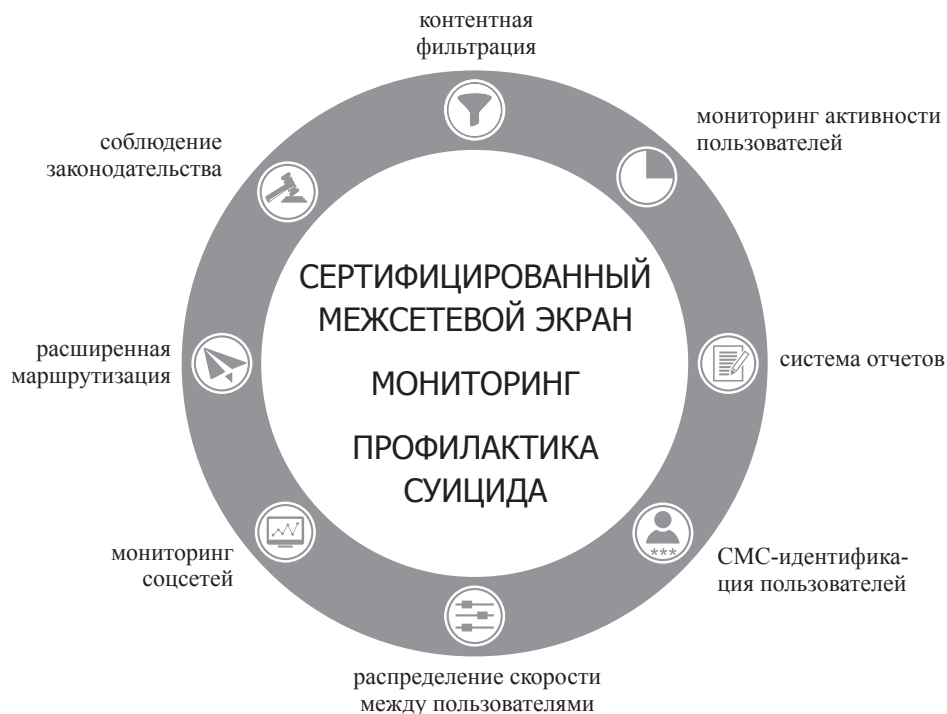 контентная
фильтрация
мониторинг активности
пользователей
соблюдение
законодательства
СЕРТИФИЦИРОВАННЫЙ
МЕЖСЕТЕВОЙ ЭКРАН
МОНИТОРИНГ
ПРОФИЛАКТИКА
СУИЦИДА
расширенная
маршрутизация
система отчетов
мониторинг
соцсетей
***
СМС-идентифика-
ция пользователей
распределение скорости
между пользователями